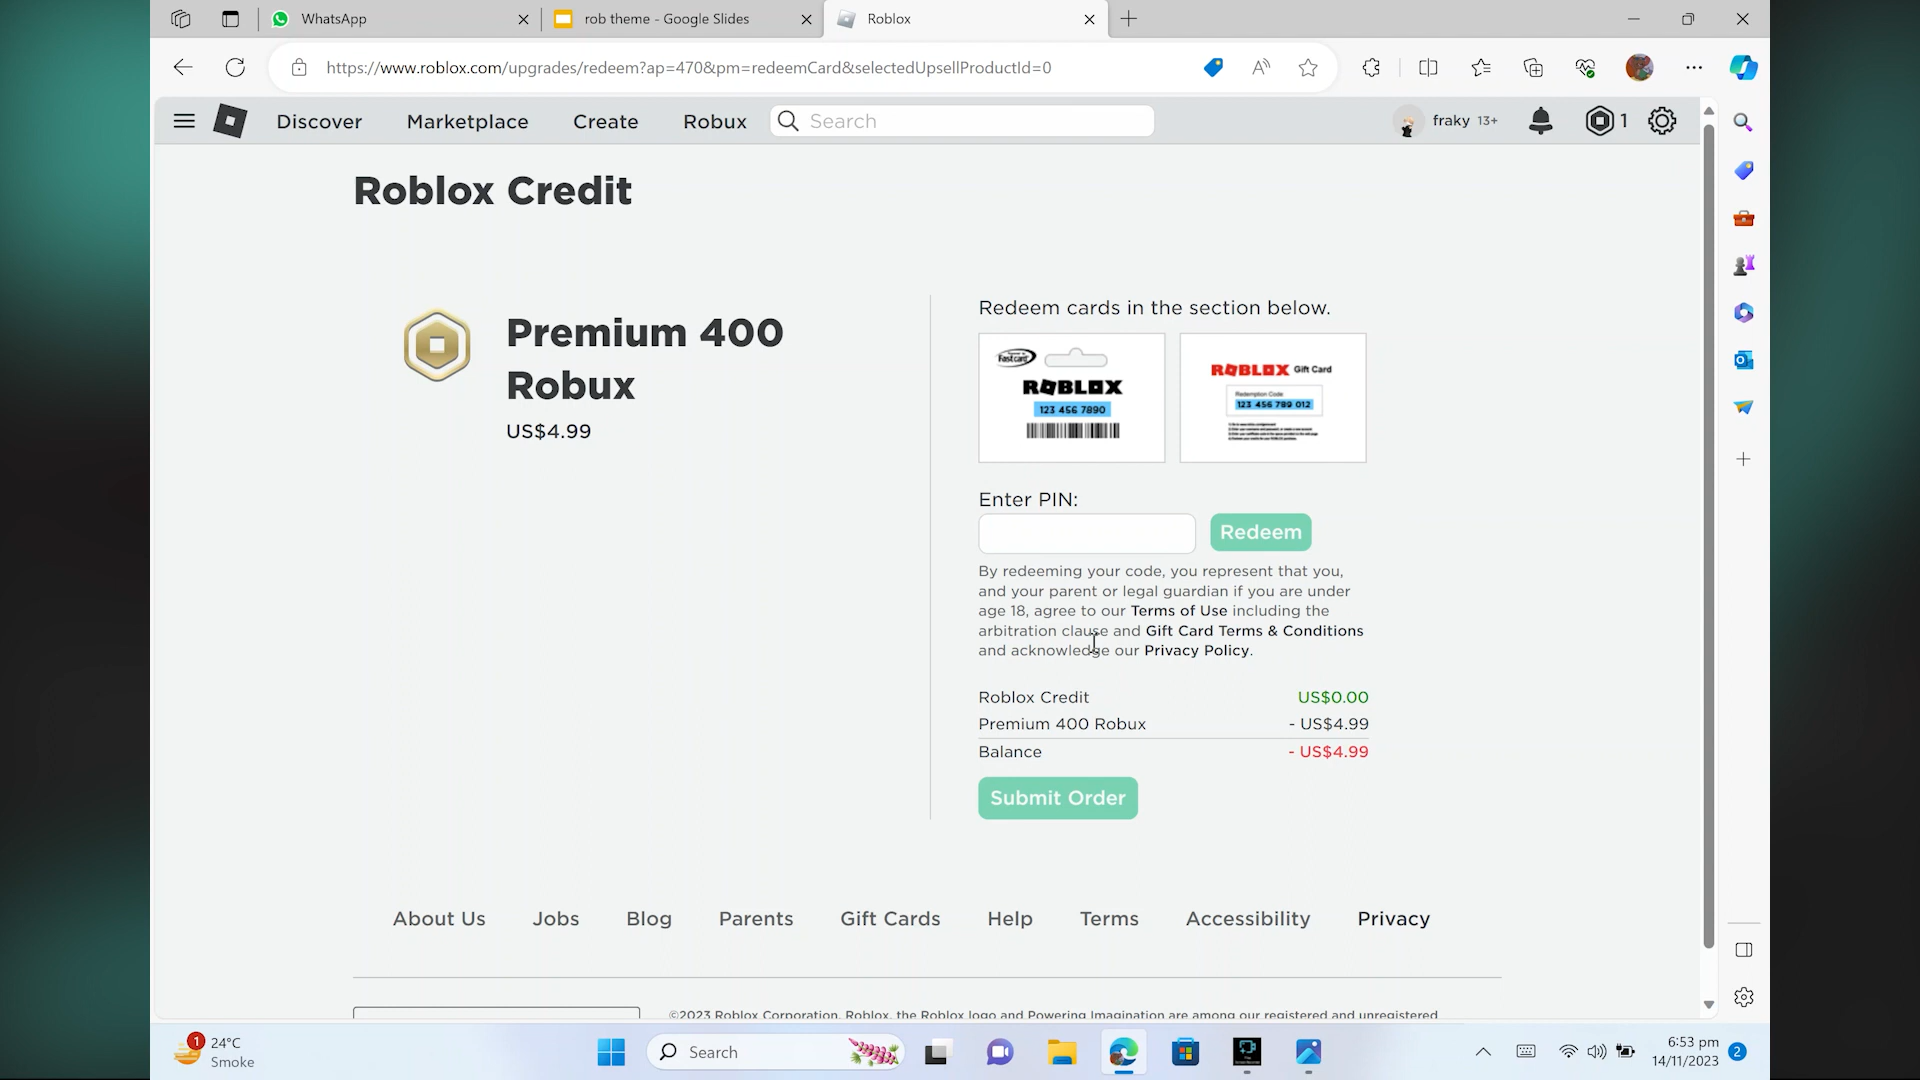 WhatsApp
rob theme - Google Slides
Roblox
https://www.roblox.com/upgrades/redeem?ap=470&pm=redeemCard&selectedUpsellProductId=0
Discover
Marketplace
Create
Robux
Search
fraky 13+
1
Roblox Credit
Premium 400
Robux
US$4.99
Redeem cards in the section below.
Fastcard
ROBLOX
123 456 7890
ROBLOX Gift Card
Redemption Code
123 456 789 012
Enter PIN:
Redeem
By redeeming your code, you represent that you,
and your parent or legal guardian if you are under
age 18, agree to our Terms of Use including the
arbitration clause and Gift Card Terms & Conditions
and acknowledge our Privacy Policy.
Roblox Credit US$0.00
Premium 400 Robux - US$4.99
Balance - US$4.99
Submit Order
About Us
Jobs
Blog
Parents
Gift Cards
Help
Terms
Accessibility
Privacy
©2023 Roblox Corporation. Roblox, the Roblox logo and Powering Imagination are among our registered and unregistered
1
24°C
Smoke
Search
6:53 pm
14/11/2023
2